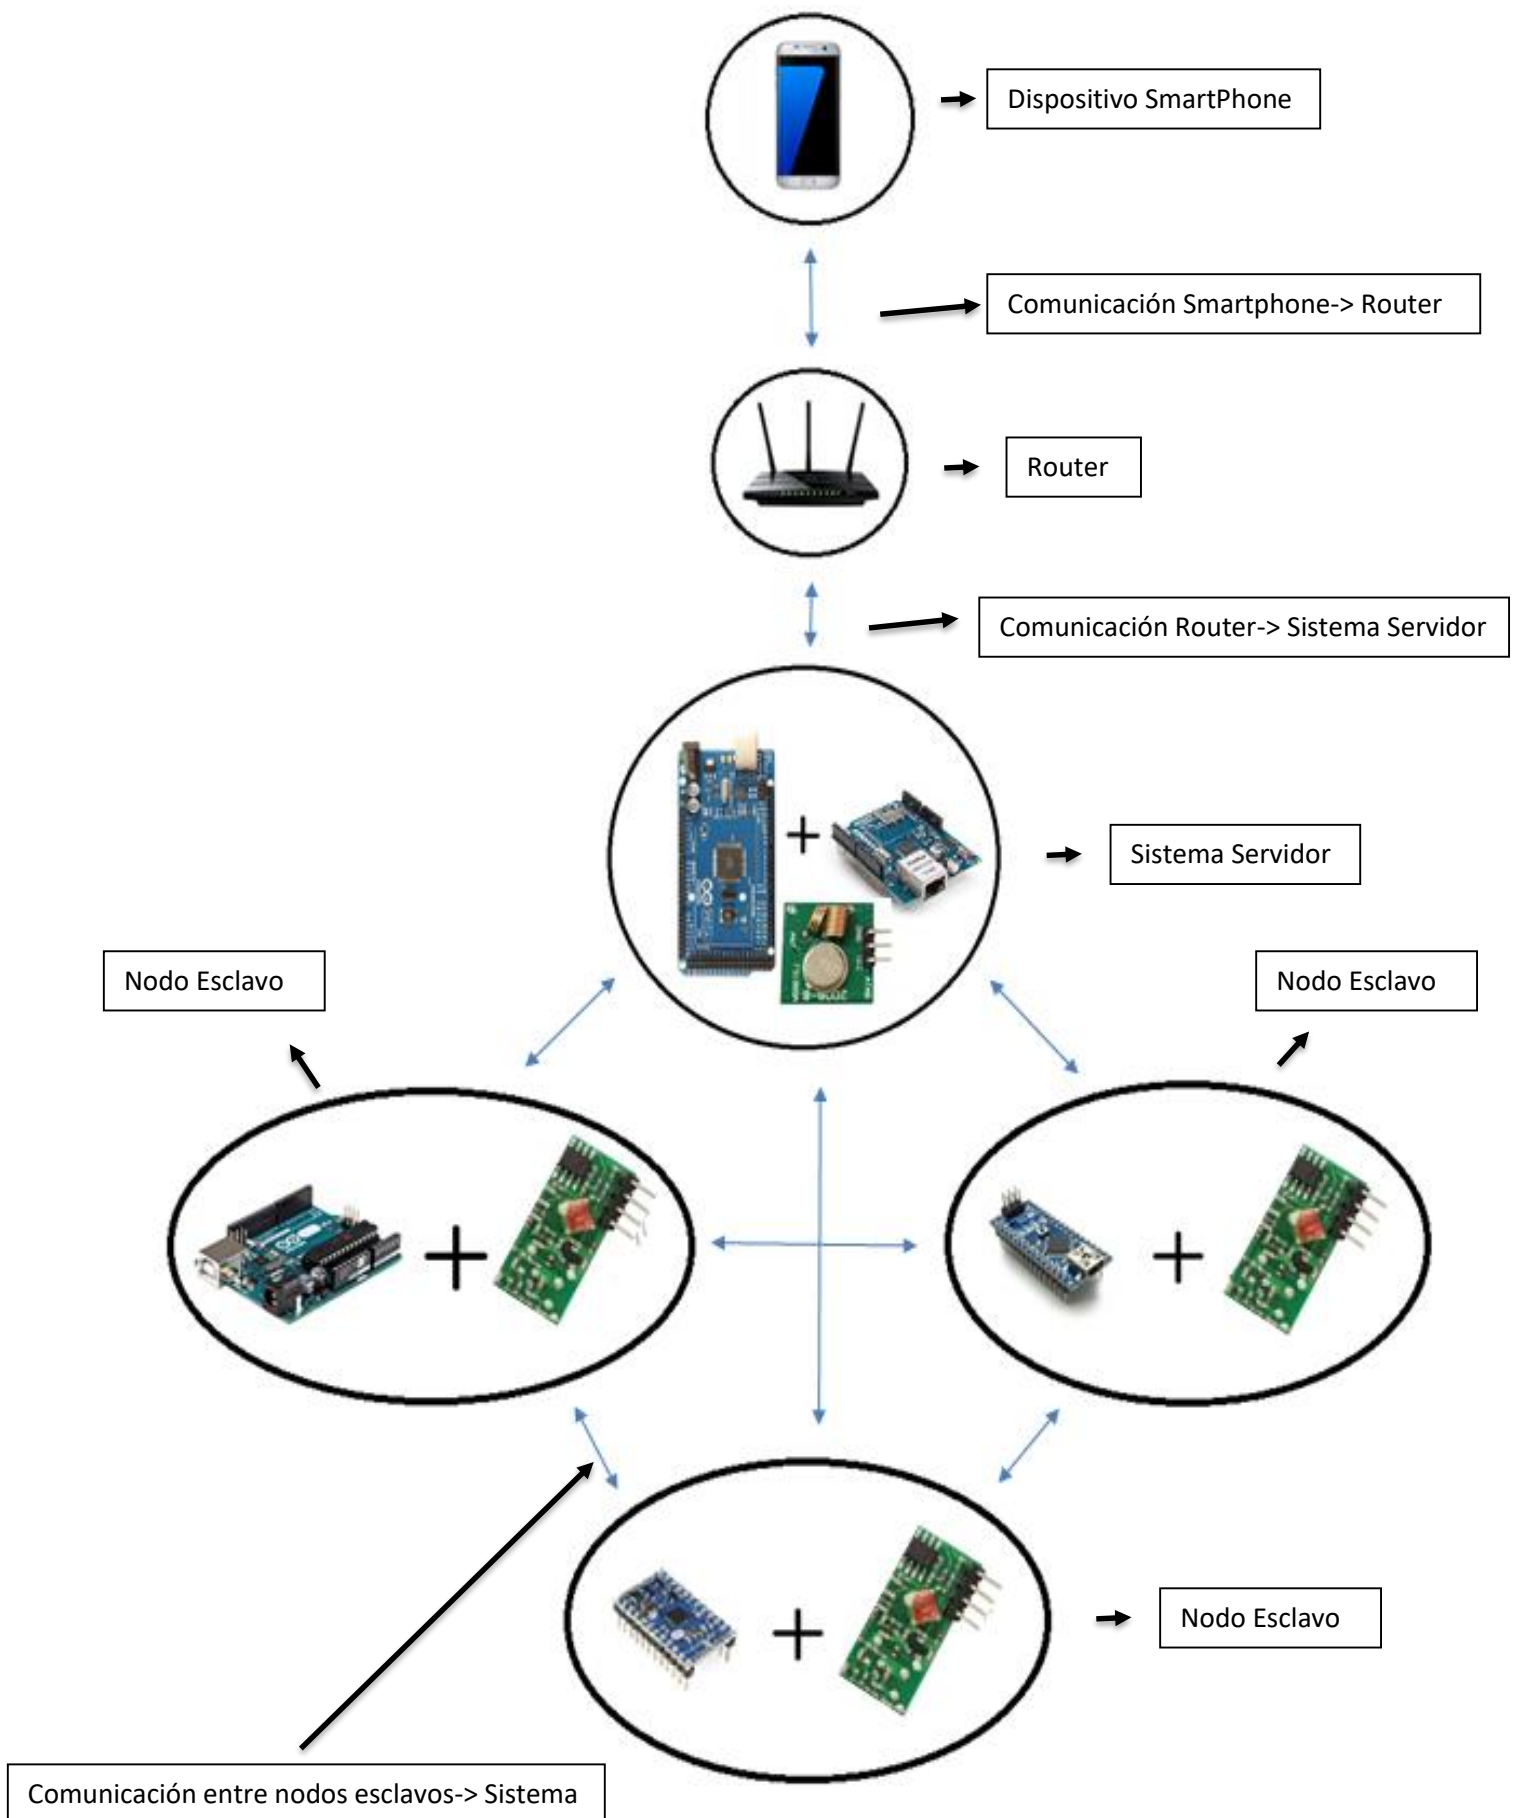 Dispositivo SmartPhone
Comunicación Smartphone-> Router
Router
Comunicación Router-> Sistema Servidor
Sistema Servidor
Nodo Esclavo
Nodo Esclavo
Nodo Esclavo
Comunicación entre nodos esclavos-> Sistema